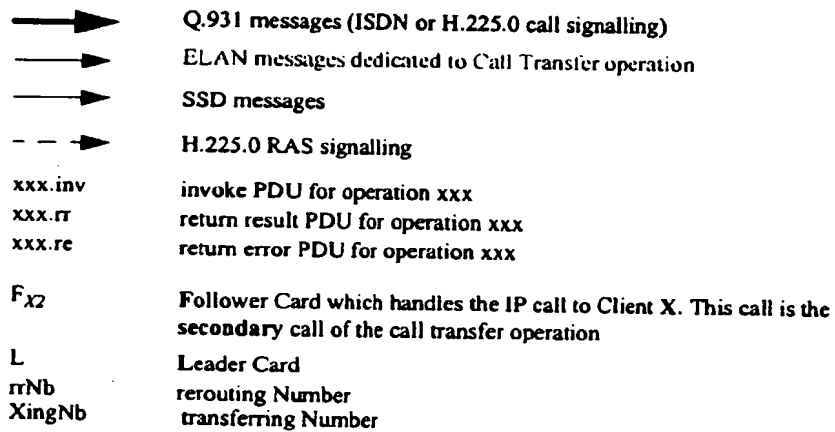 Q.931 messages (ISDN or H.225.0 call signalling)
ELAN messages dedicated to Call Transfer operation
SSD messages
H.225.0 RAS signalling
xxx.inv invoke PDU for operation xxx
xxx.rr return result PDU for operation xxx
xxx.re return error PDU for operation xxx
FX2 Follower Card which handles the IP call to Client X. This call is the
secondary call of the call transfer operation
L Leader Card
rrNb rerouting Number
XingNb transferring Number